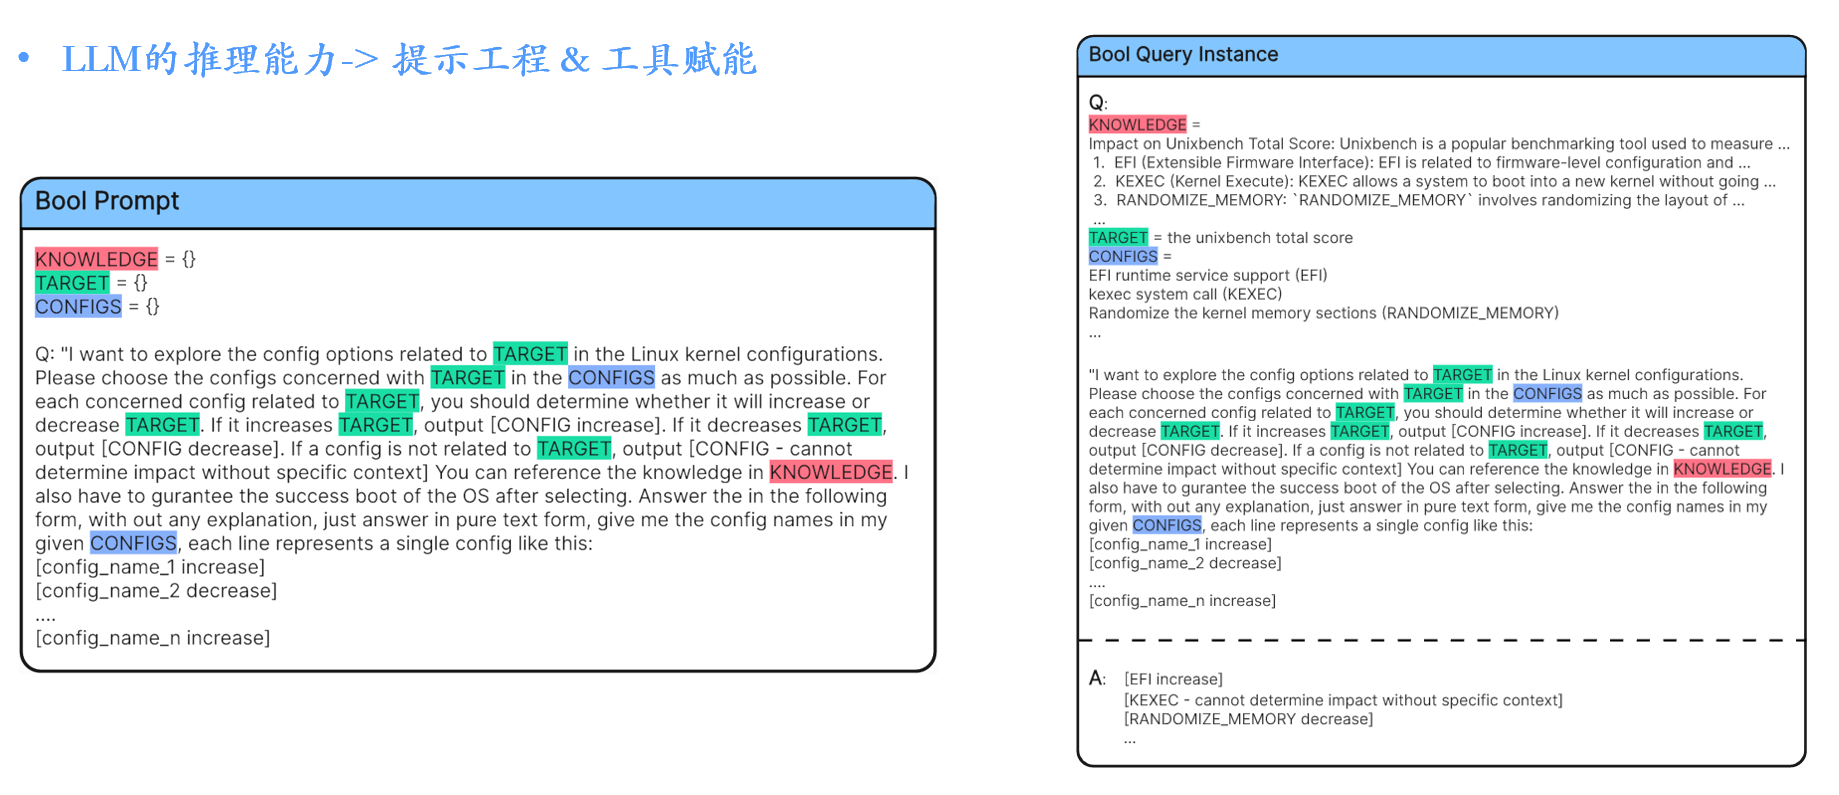 • LLM的推理能力-> 提示工程 & 工具赋能
Bool Prompt
KNOWLEDGE = {}
TARGET = {}
CONFIGS = {}
Q: "I want to explore the config options related to TARGET in the Linux kernel configurations.
Please choose the configs concerned with TARGET in the CONFIGS as much as possible. For
each concerned config related to TARGET, you should determine whether it will increase or
decrease TARGET. If it increases TARGET, output [CONFIG increase]. If it decreases TARGET,
output [CONFIG decrease]. If a config is not related to TARGET, output [CONFIG - cannot
determine impact without specific context] You can reference the knowledge in KNOWLEDGE. I
also have to gurantee the success boot of the OS after selecting. Answer the in the following
form, with out any explanation, just answer in pure text form, give me the config names in my
given CONFIGS, each line represents a single config like this:
[config_name_1 increase]
[config_name_2 decrease]
....
[config_name_n increase]
Bool Query Instance
Q:
KNOWLEDGE =
Impact on Unixbench Total Score: Unixbench is a popular benchmarking tool used to measure ...
1. EFI (Extensible Firmware Interface): EFI is related to firmware-level configuration and ...
2. KEXEC (Kernel Execute): KEXEC allows a system to boot into a new kernel without going ...
3. RANDOMIZE_MEMORY: `RANDOMIZE_MEMORY` involves randomizing the layout of ...
...
TARGET = the unixbench total score
CONFIGS =
EFI runtime service support (EFI)
kexec system call (KEXEC)
Randomize the kernel memory sections (RANDOMIZE_MEMORY)
...
"I want to explore the config options related to TARGET in the Linux kernel configurations.
Please choose the configs concerned with TARGET in the CONFIGS as much as possible. For
each concerned config related to TARGET, you should determine whether it will increase or
decrease TARGET. If it increases TARGET, output [CONFIG increase]. If it decreases TARGET,
output [CONFIG decrease]. If a config is not related to TARGET, output [CONFIG - cannot
determine impact without specific context] You can reference the knowledge in KNOWLEDGE. I
also have to gurantee the success boot of the OS after selecting. Answer the in the following
form, with out any explanation, just answer in pure text form, give me the config names in my
given CONFIGS, each line represents a single config like this:
[config_name_1 increase]
[config_name_2 decrease]
....
[config_name_n increase]
A: [EFI increase]
[KEXEC - cannot determine impact without specific context]
[RANDOMIZE_MEMORY decrease]
...